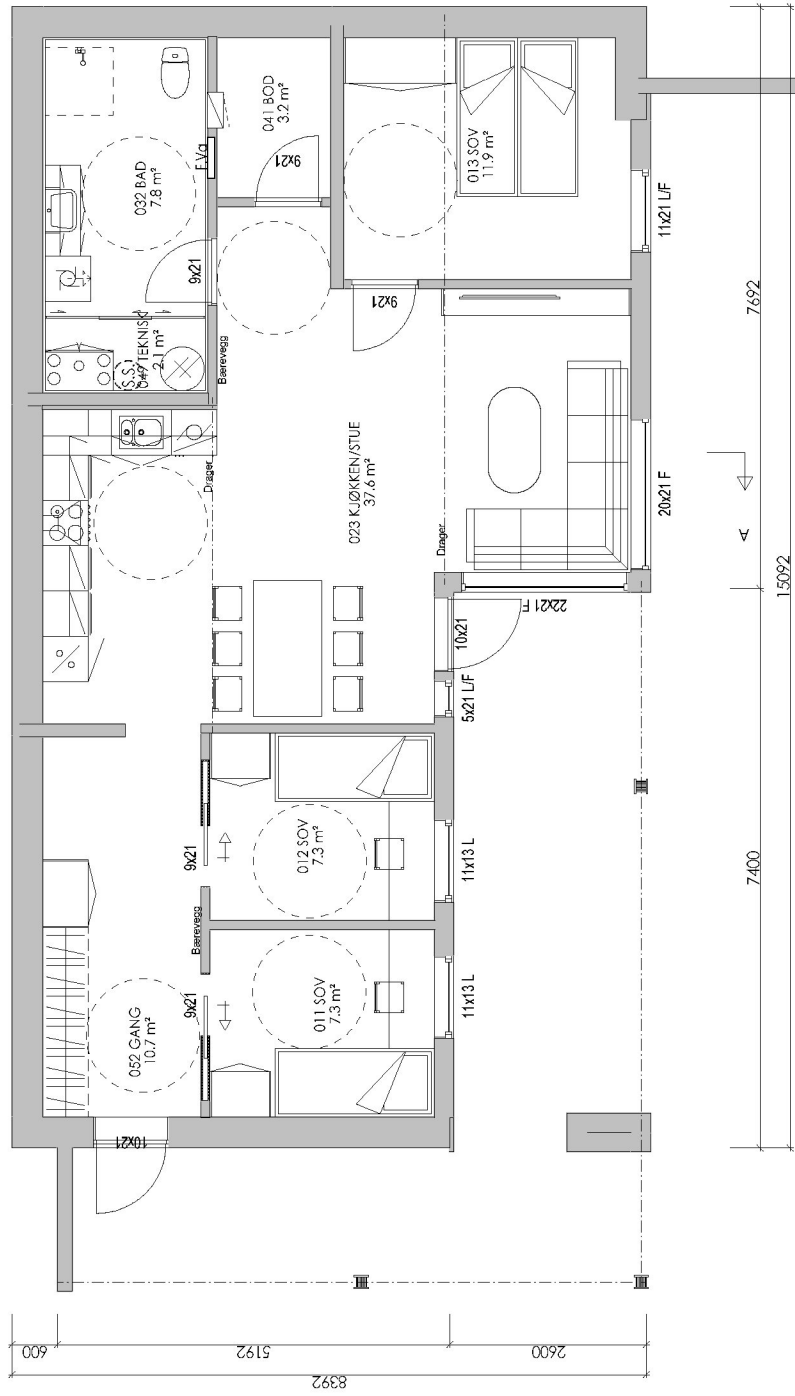 032 BAD
7.8 m²
041 BOD
3.2 m²
013 SOV
11.9 m²
F.Vg
9x21
9x21
9x21
11x21 L/F
049 TEKNISK
2.1 m²
S.S.
Bærevegg
Drager
023 KJØKKEN/STUE
37.6 m²
Drager
20x21 F
22x21 F
10x21
5x21 L/F
A
7692
15092
7400
012 SOV
7.3 m²
9x21
11x13 L
Bærevegg
052 GANG
10.7 m²
9x21
011 SOV
7.3 m²
11x13 L
10x21
600
5192
2600
8392